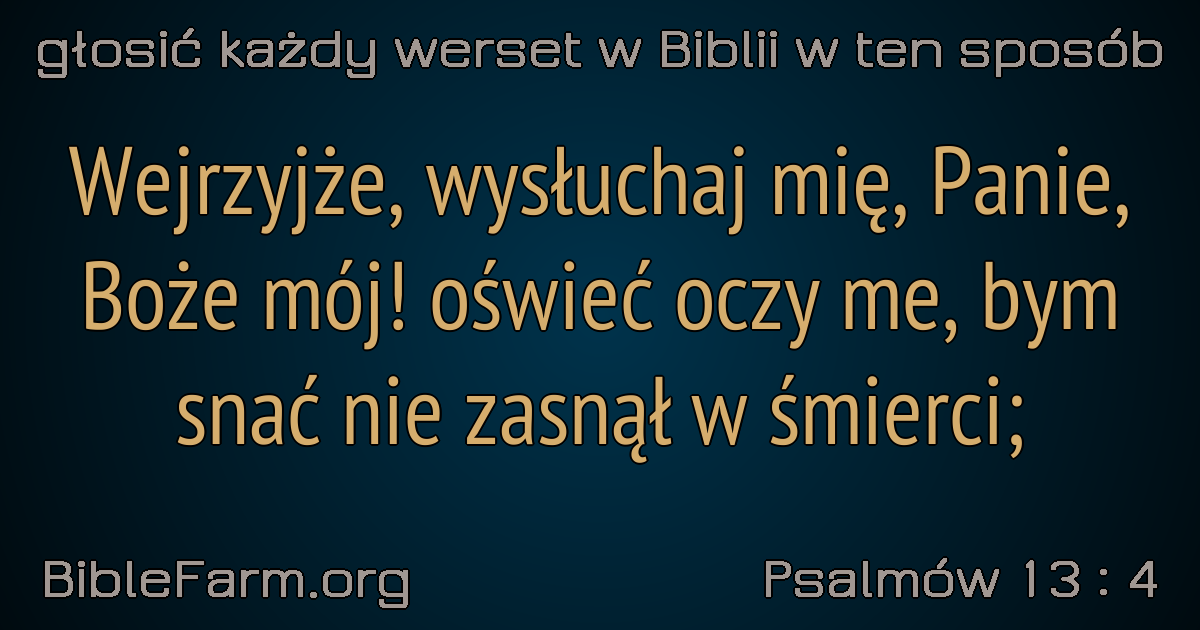 głosić każdy werset w Biblii w ten sposób
Wejrzyjże, wysłuchaj mię, Panie,
Boże mój! oświeć oczy me, bym
snać nie zasnął w śmierci;
BibleFarm.org
Psalmów 13 : 4